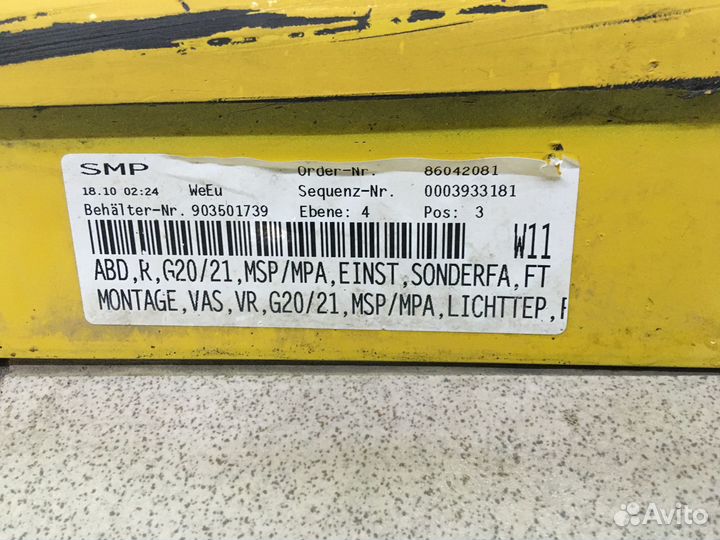 SMP Order-Nr. 86042081
18.10 02:24 WeEu Sequenz-Nr. 0003933181
Behälter-Nr. 903501739 Ebene: 4 Pos: 3
W11
ABD,R,G20/21,MSP/MPA,EINST,SONDERFA,FT
MONTAGE,VAS,VR,G20/21,MSP/MPA,LICHTTEP,
Avito